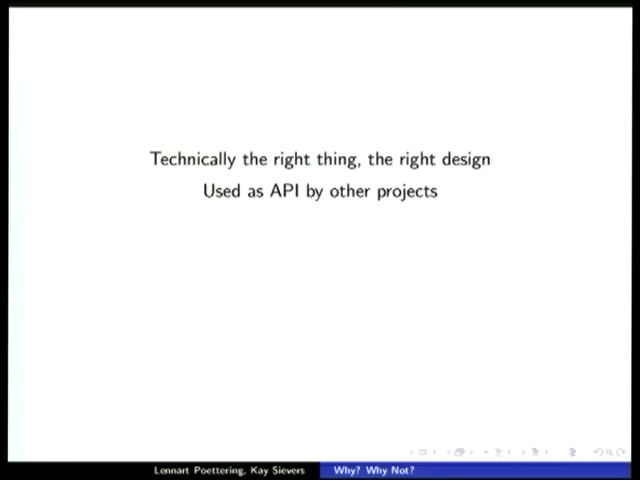 Technically the right thing, the right design
Used as API by other projects
Lennart Poettering, Kay Sievers
Why? Why Not?